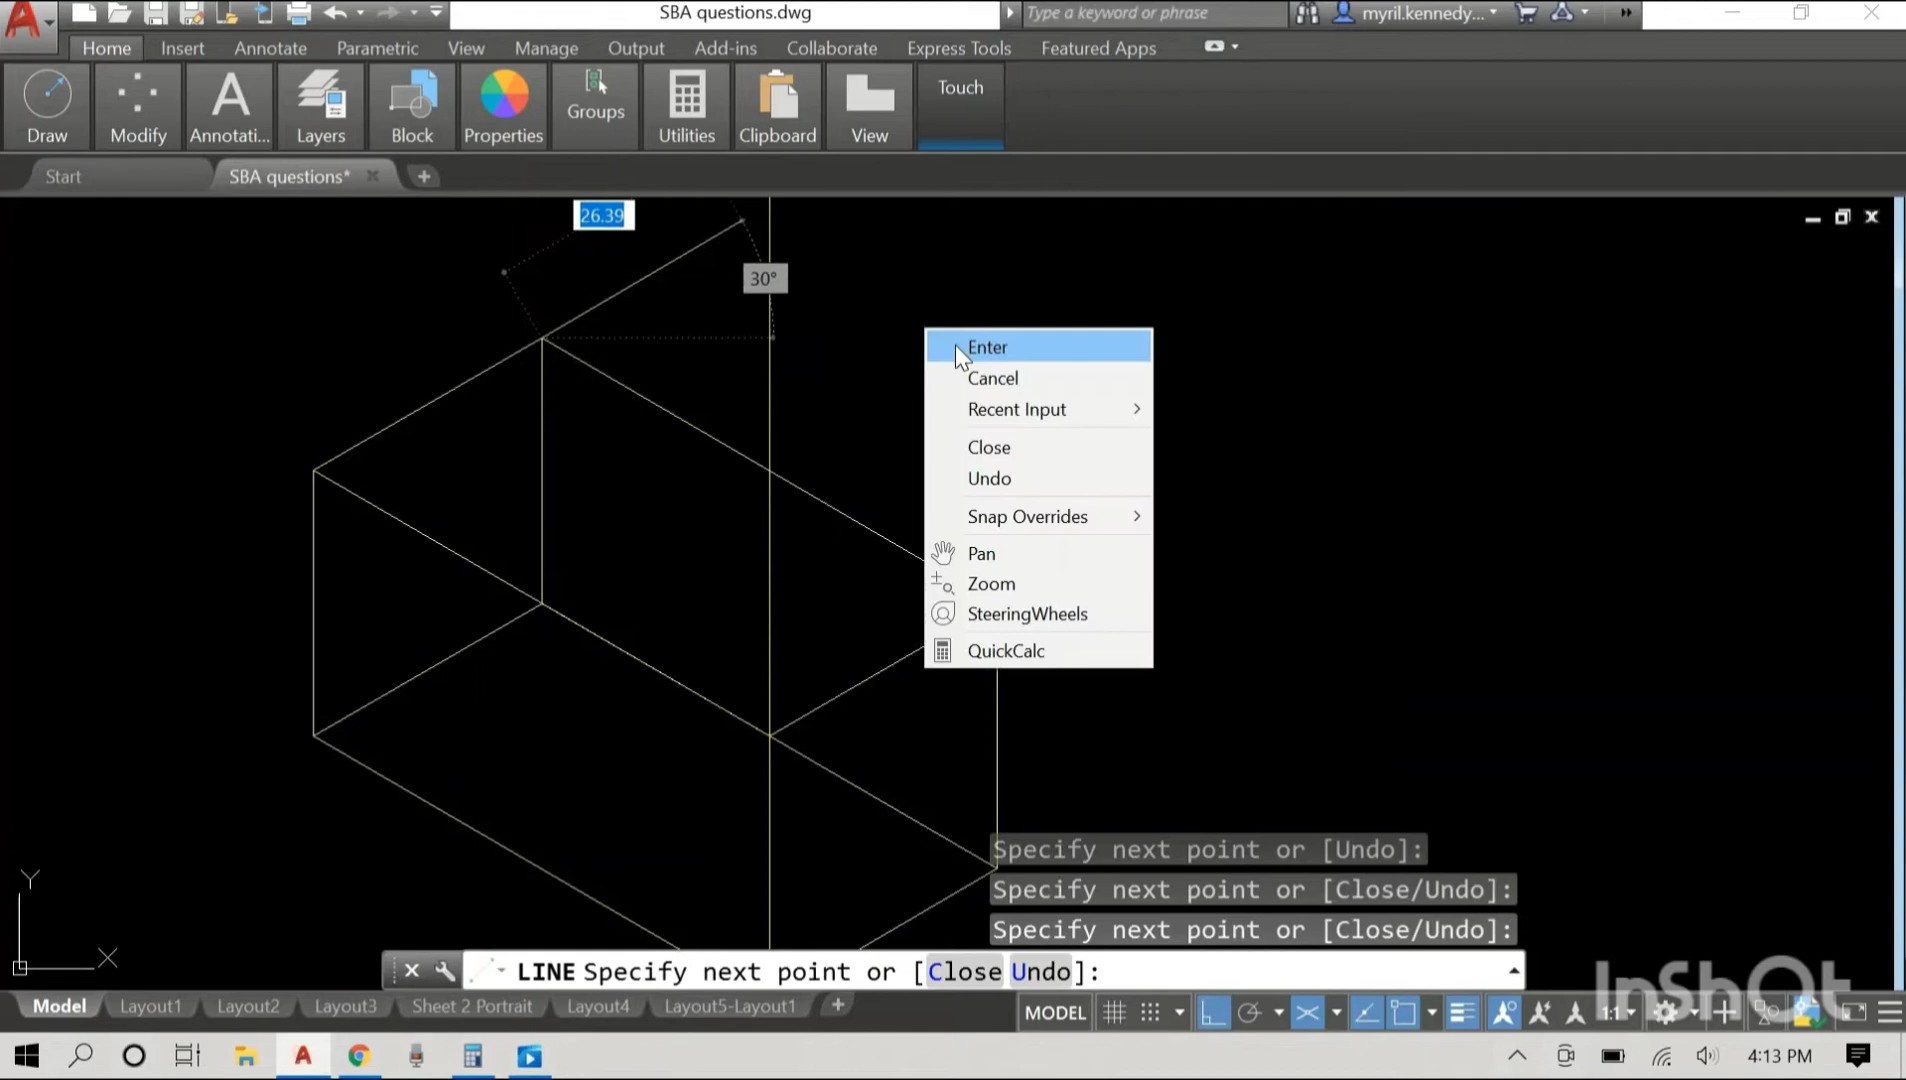 SBA questions.dwg
Type a keyword or phrase
myril.kennedy...
Home Insert Annotate Parametric View Manage Output Add-ins Collaborate Express Tools Featured Apps
Draw Modify Annotati... Layers Block Properties Groups Utilities Clipboard View Touch
Start SBA questions*
26.39
30°
Enter
Cancel
Recent Input
Close
Undo
Snap Overrides
Pan
Zoom
SteeringWheels
QuickCalc
Specify next point or [Undo]:
Specify next point or [Close/Undo]:
Specify next point or [Close/Undo]:
Y
X
LINE Specify next point or [Close Undo]:
Model Layout1 Layout2 Layout3 Sheet 2 Portrait Layout4 Layout5-Layout1
MODEL
1:1
InShOt
4:13 PM